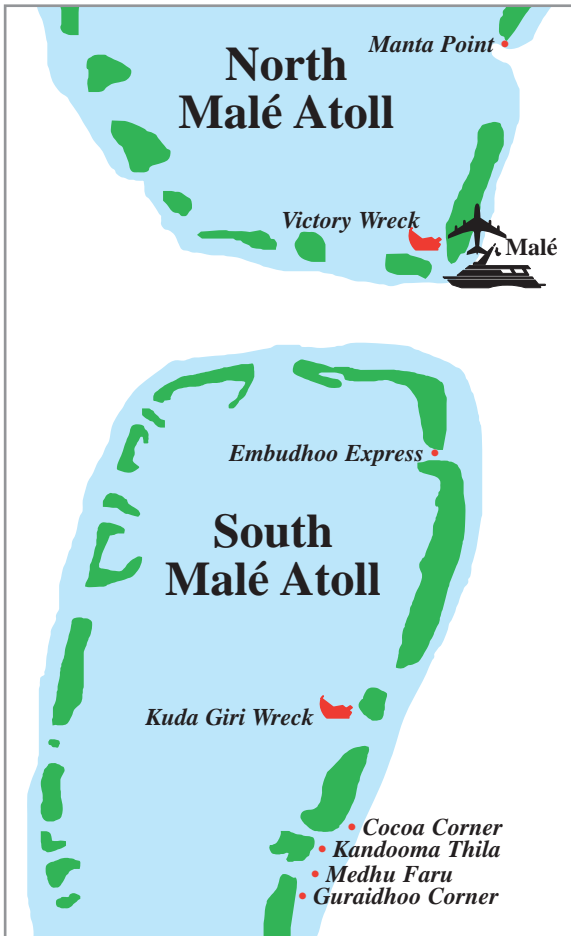 Manta Point
North
Malé Atoll
Victory Wreck
Malé
Embudhoo Express
South
Malé Atoll
Kuda Giri Wreck
Cocoa Corner
Kandooma Thila
Medhu Faru
Guraidhoo Corner